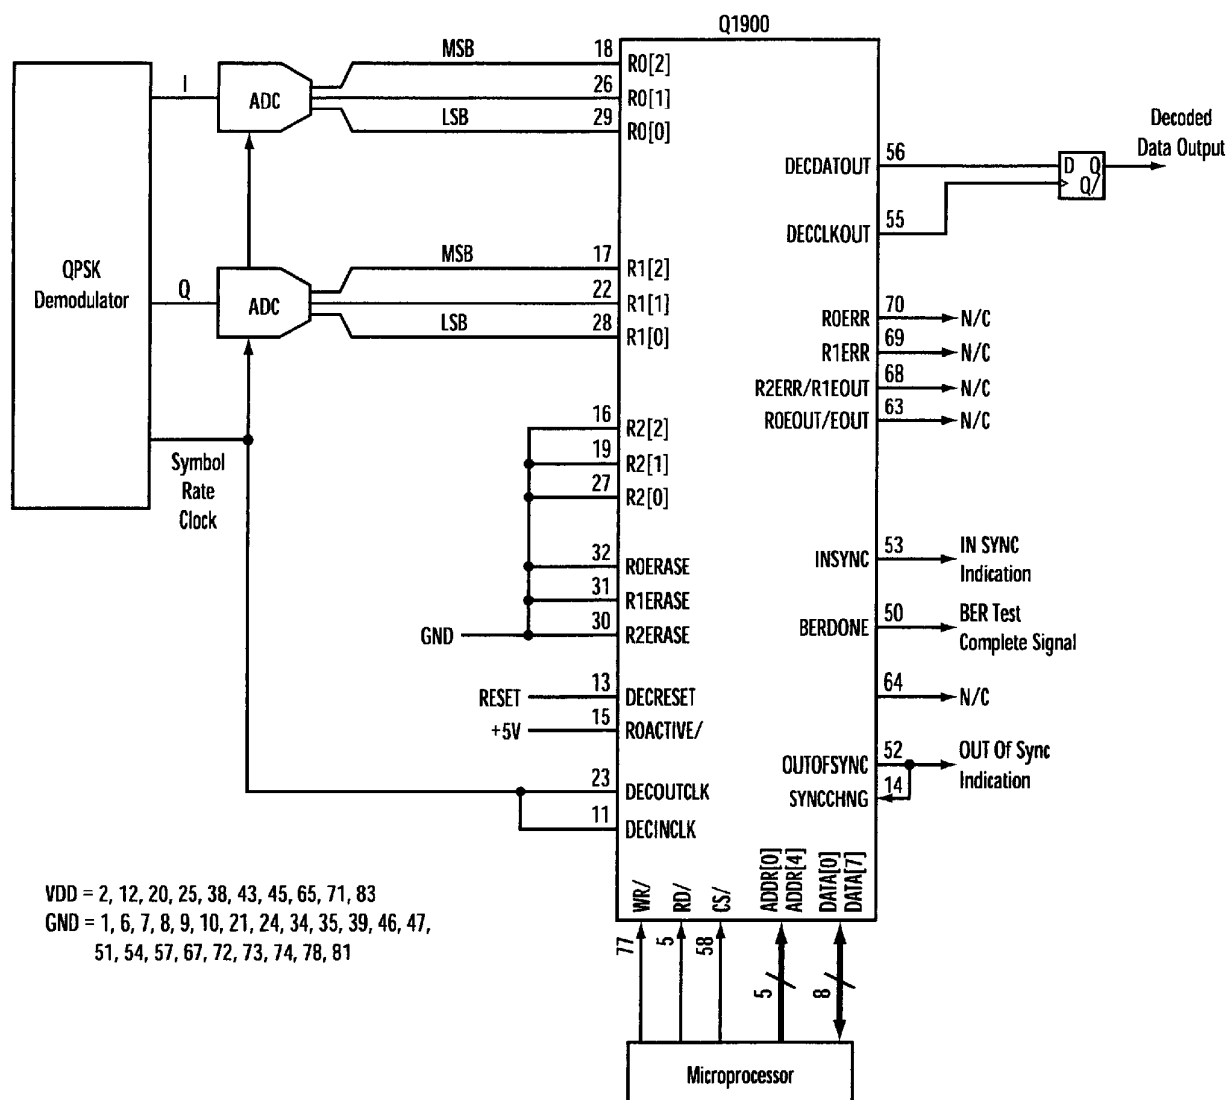 Q1900
QPSK
Demodulator
I
ADC
MSB
LSB
18
R0[2]
26
R0[1]
29
R0[0]
Q
ADC
MSB
LSB
17
R1[2]
22
R1[1]
28
R1[0]
Symbol
Rate
Clock
16
R2[2]
19
R2[1]
27
R2[0]
32
R0ERASE
31
R1ERASE
GND
30
R2ERASE
RESET
13
DECRESET
+5V
15
ROACTIVE/
23
DECOUTCLK
11
DECINCLK
DECDATOUT
56
D Q
Q/
Decoded
Data Output
DECCLKOUT
55
R0ERR
70
N/C
R1ERR
69
N/C
R2ERR/R1EOUT
68
N/C
R0EOUT/EOUT
63
N/C
INSYNC
53
IN SYNC
Indication
BERDONE
50
BER Test
Complete Signal
64
N/C
OUTOFSYNC
52
OUT Of Sync
Indication
SYNCCHNG
14
WR/
RD/
CS/
ADDR[0]
ADDR[4]
DATA[0]
DATA[7]
77
5
58
5
8
Microprocessor
VDD = 2, 12, 20, 25, 38, 43, 45, 65, 71, 83
GND = 1, 6, 7, 8, 9, 10, 21, 24, 34, 35, 39, 46, 47,
51, 54, 57, 67, 72, 73, 74, 78, 81